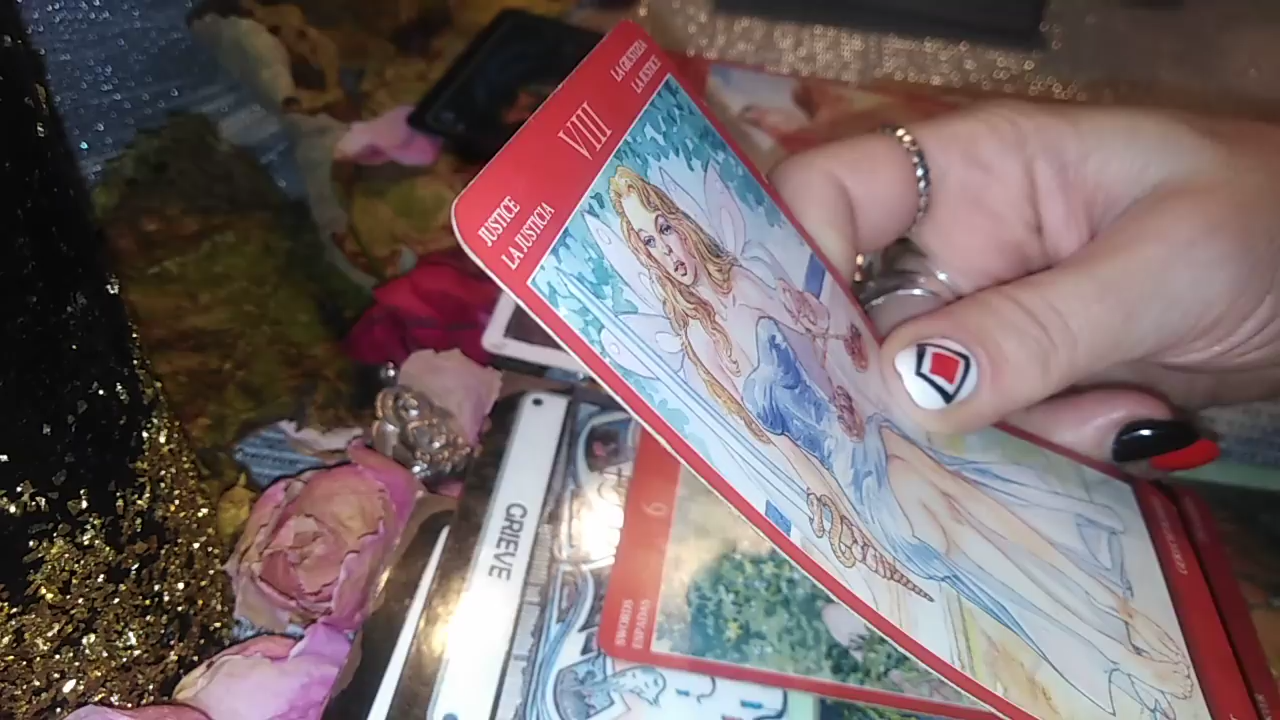 VIII
JUSTICE
LA JUSTICIA
LA GIUSTIZIA
LA JUSTICE
GRIEVE
9
SWORDS
ESPADAS